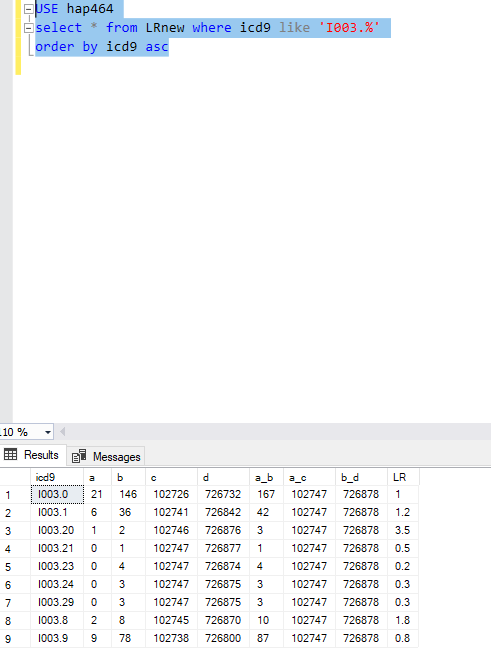 USE hap464
select * from LRnew where icd9 like 'I003.%'
order by icd9 asc
110 %
Results Messages
icd9 a b c d a_b a_c b_d LR
1 I003.0 21 146 102726 726732 167 102747 726878 1
2 I003.1 6 36 102741 726842 42 102747 726878 1.2
3 I003.20 1 2 102746 726876 3 102747 726878 3.5
4 I003.21 0 1 102747 726877 1 102747 726878 0.5
5 I003.23 0 4 102747 726874 4 102747 726878 0.2
6 I003.24 0 3 102747 726875 3 102747 726878 0.3
7 I003.29 0 3 102747 726875 3 102747 726878 0.3
8 I003.8 2 8 102745 726870 10 102747 726878 1.8
9 I003.9 9 78 102738 726800 87 102747 726878 0.8